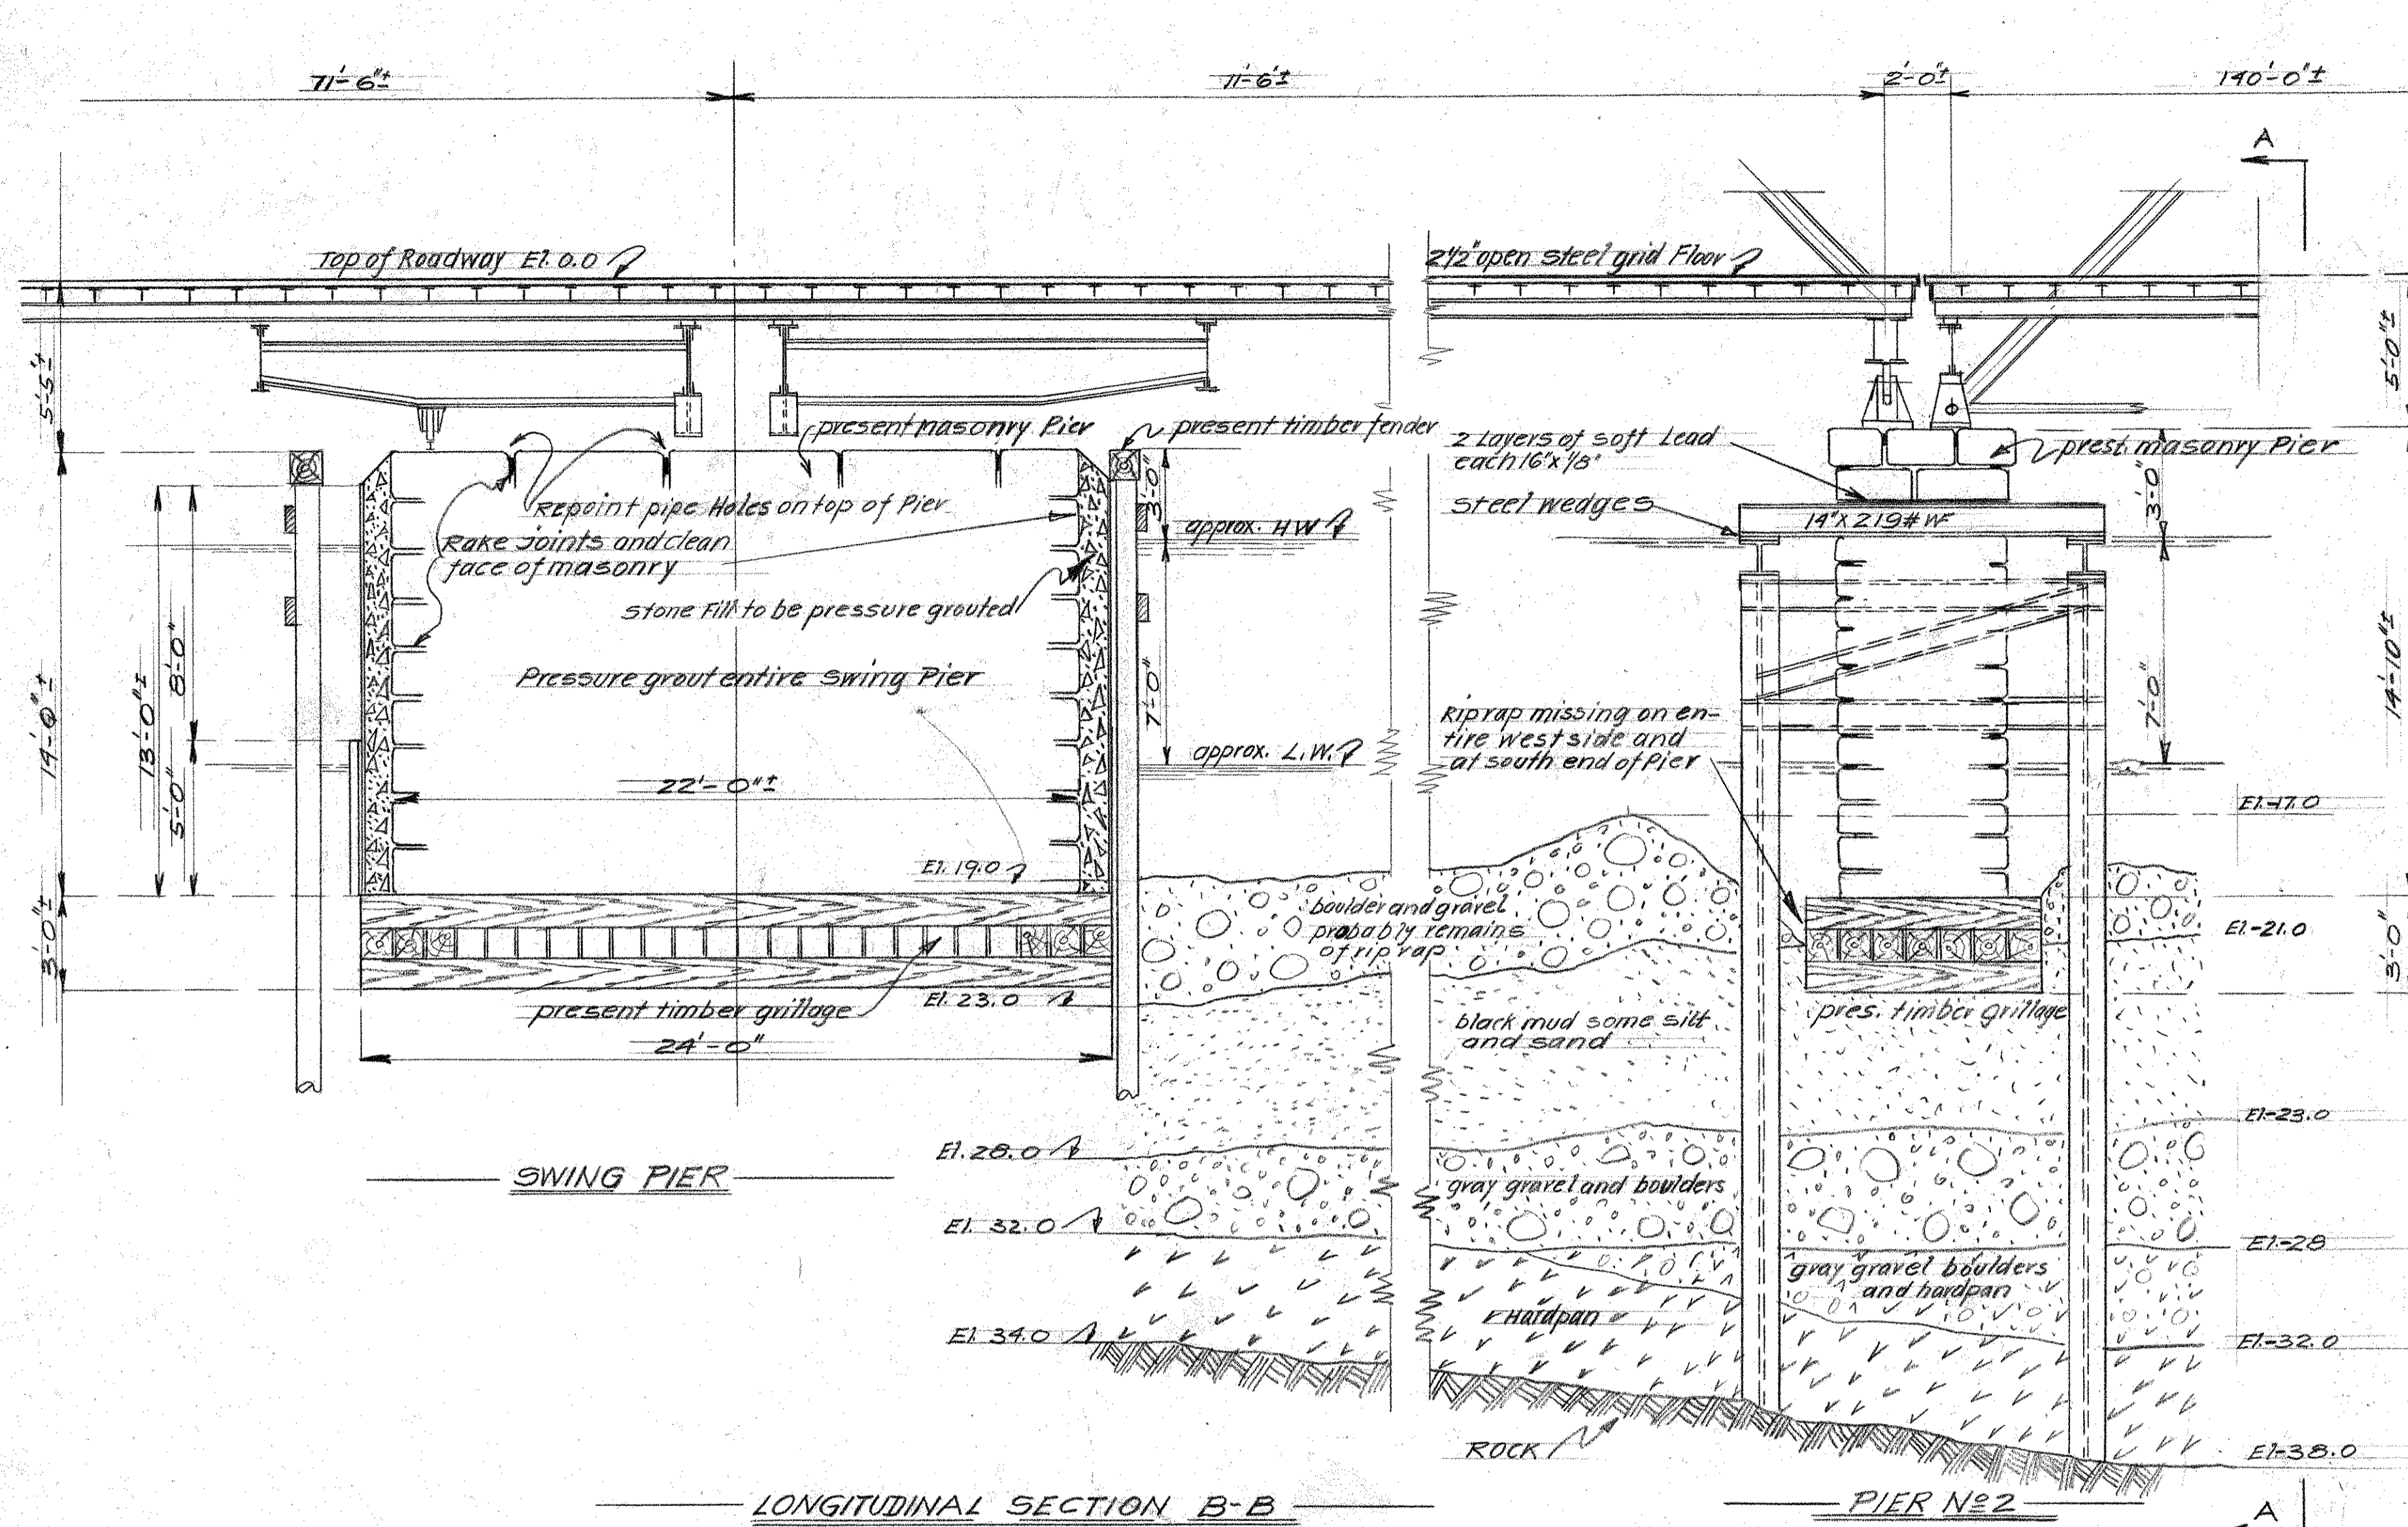 71'-6"±
71'-6"±
2'-0"±
140'-0"±
A
Top of Roadway El. 0.0
2½" open steel grid Floor
5'-5"±
5'-0"±
present masonry Pier
present timber fender
2 Layers of soft Lead
each 16"x 1/8"
prest. masonry Pier
Repoint pipe Holes on top of Pier
3'-0"
approx. HW
steel wedges
14" X 219# WF
3'-0"
Rake Joints and clean
face of masonry
stone Fill to be pressure grouted
Pressure grout entire Swing Pier
14'-0"±
13'-0"±
8'-0"
5'-0"
7'-0"
approx. L.W.
Riprap missing on en-
tire west side and
at south end of Pier
7'-0"
14'-10"±
22'-0"±
El.-17.0
El. 19.0
boulder and gravel
probably remains
of rip rap
El.-21.0
3'-0"±
3'-0"±
El. 23.0
present timber grillage
24'-0"
black mud some silt
and sand
pres. timber grillage
El.-23.0
El. 28.0
SWING PIER
gray gravel and boulders
El. 32.0
El.-28
gray gravel boulders
and hardpan
Hardpan
El. 34.0
El.-32.0
ROCK
El.-38.0
LONGITUDINAL SECTION B-B
PIER No 2
A